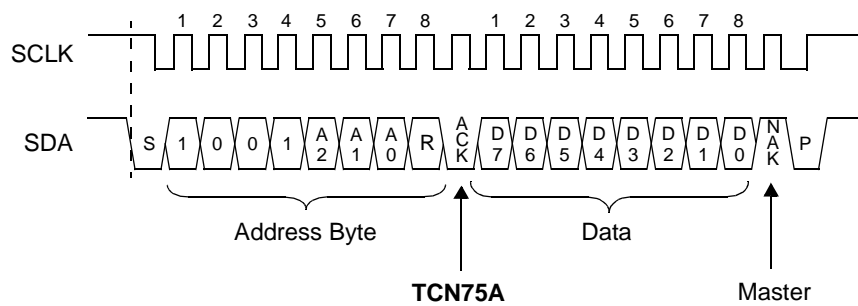 1 2 3 4 5 6 7 8 1 2 3 4 5 6 7 8
SCLK
SDA
S 1 0 0 1 A2 A1 A0 R ACK D7 D6 D5 D4 D3 D2 D1 D0 NAK P
Address Byte Data
TCN75A Master